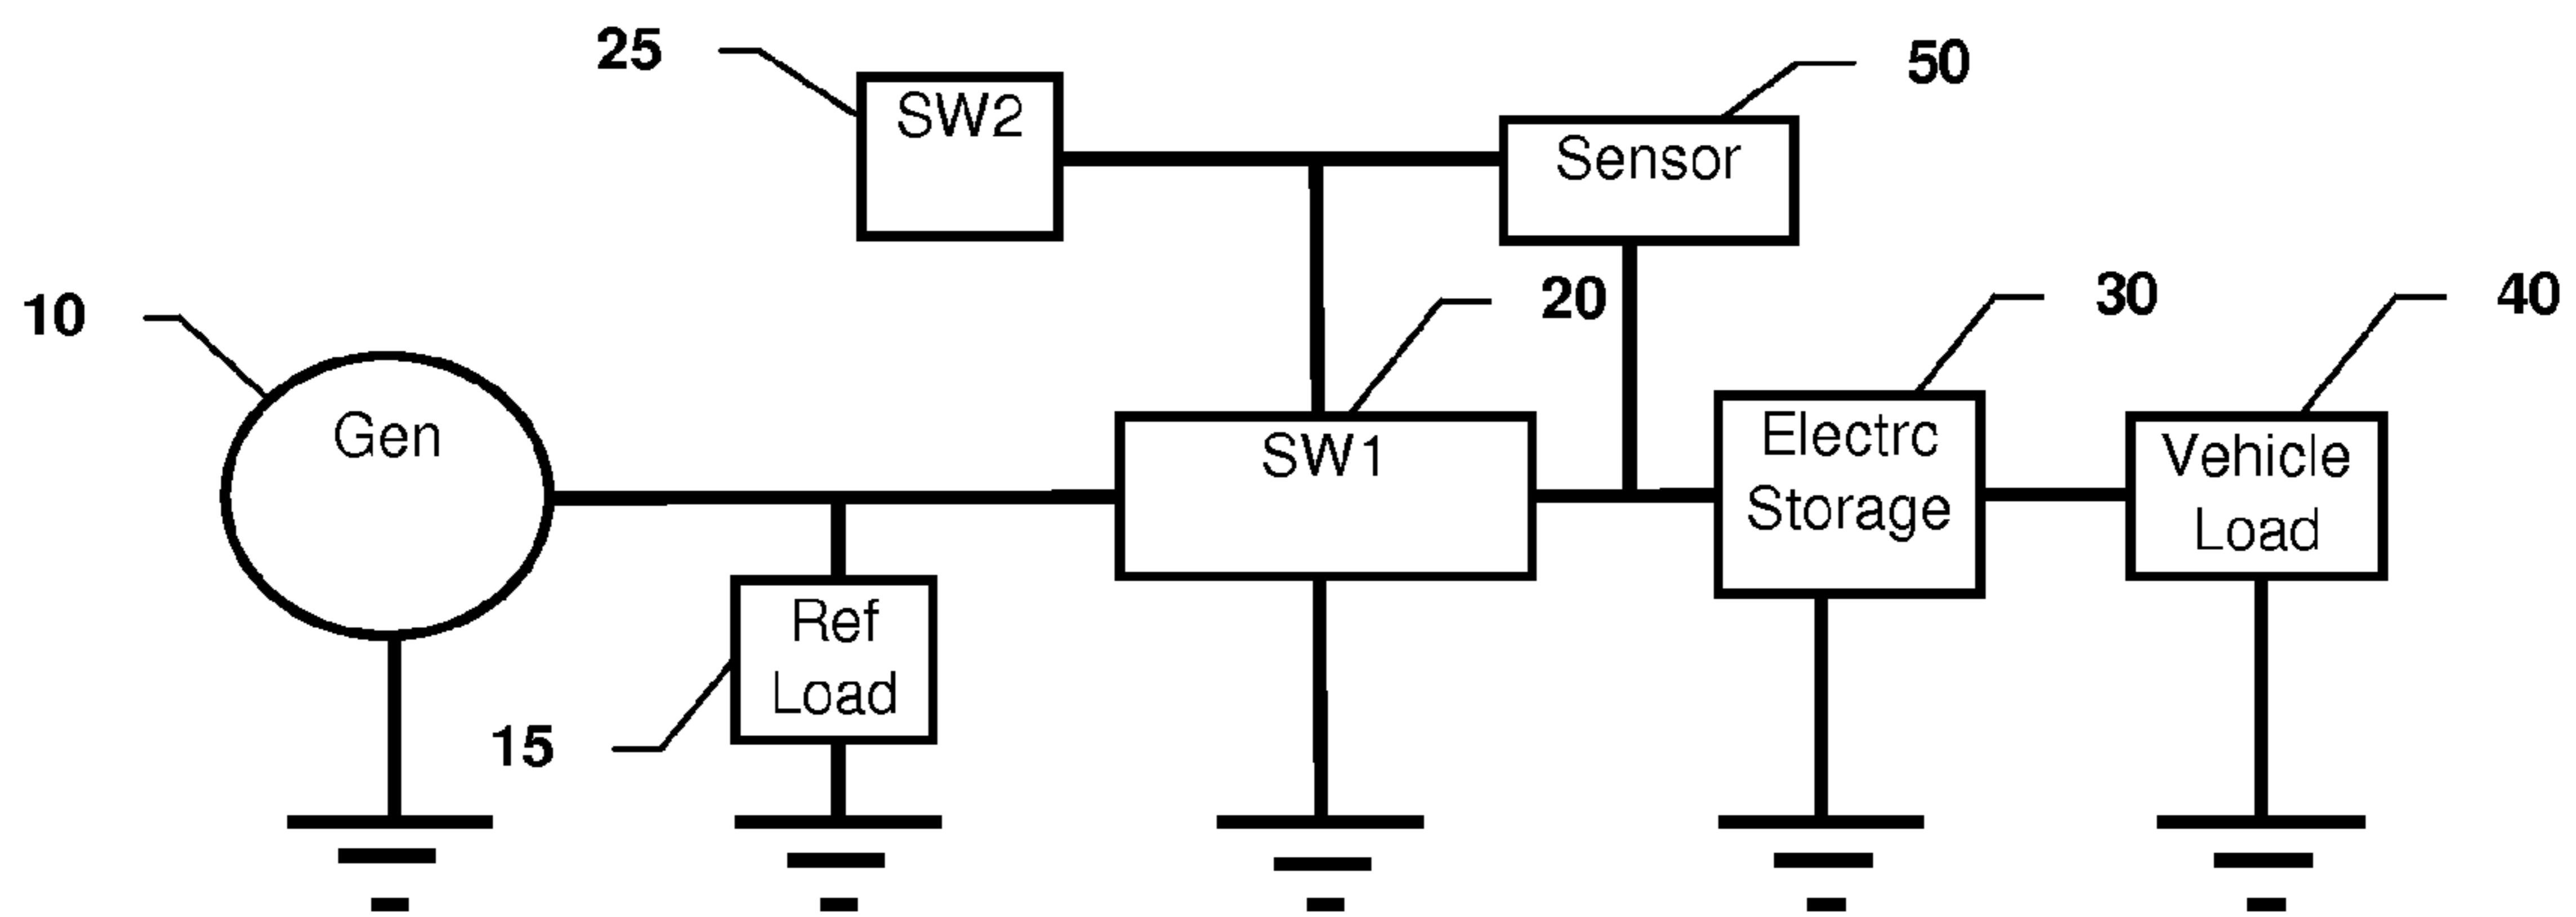 25
50
SW2
Sensor
10
20
30
40
Gen
SW1
Electrc
Storage
Vehicle
Load
Ref
Load
15